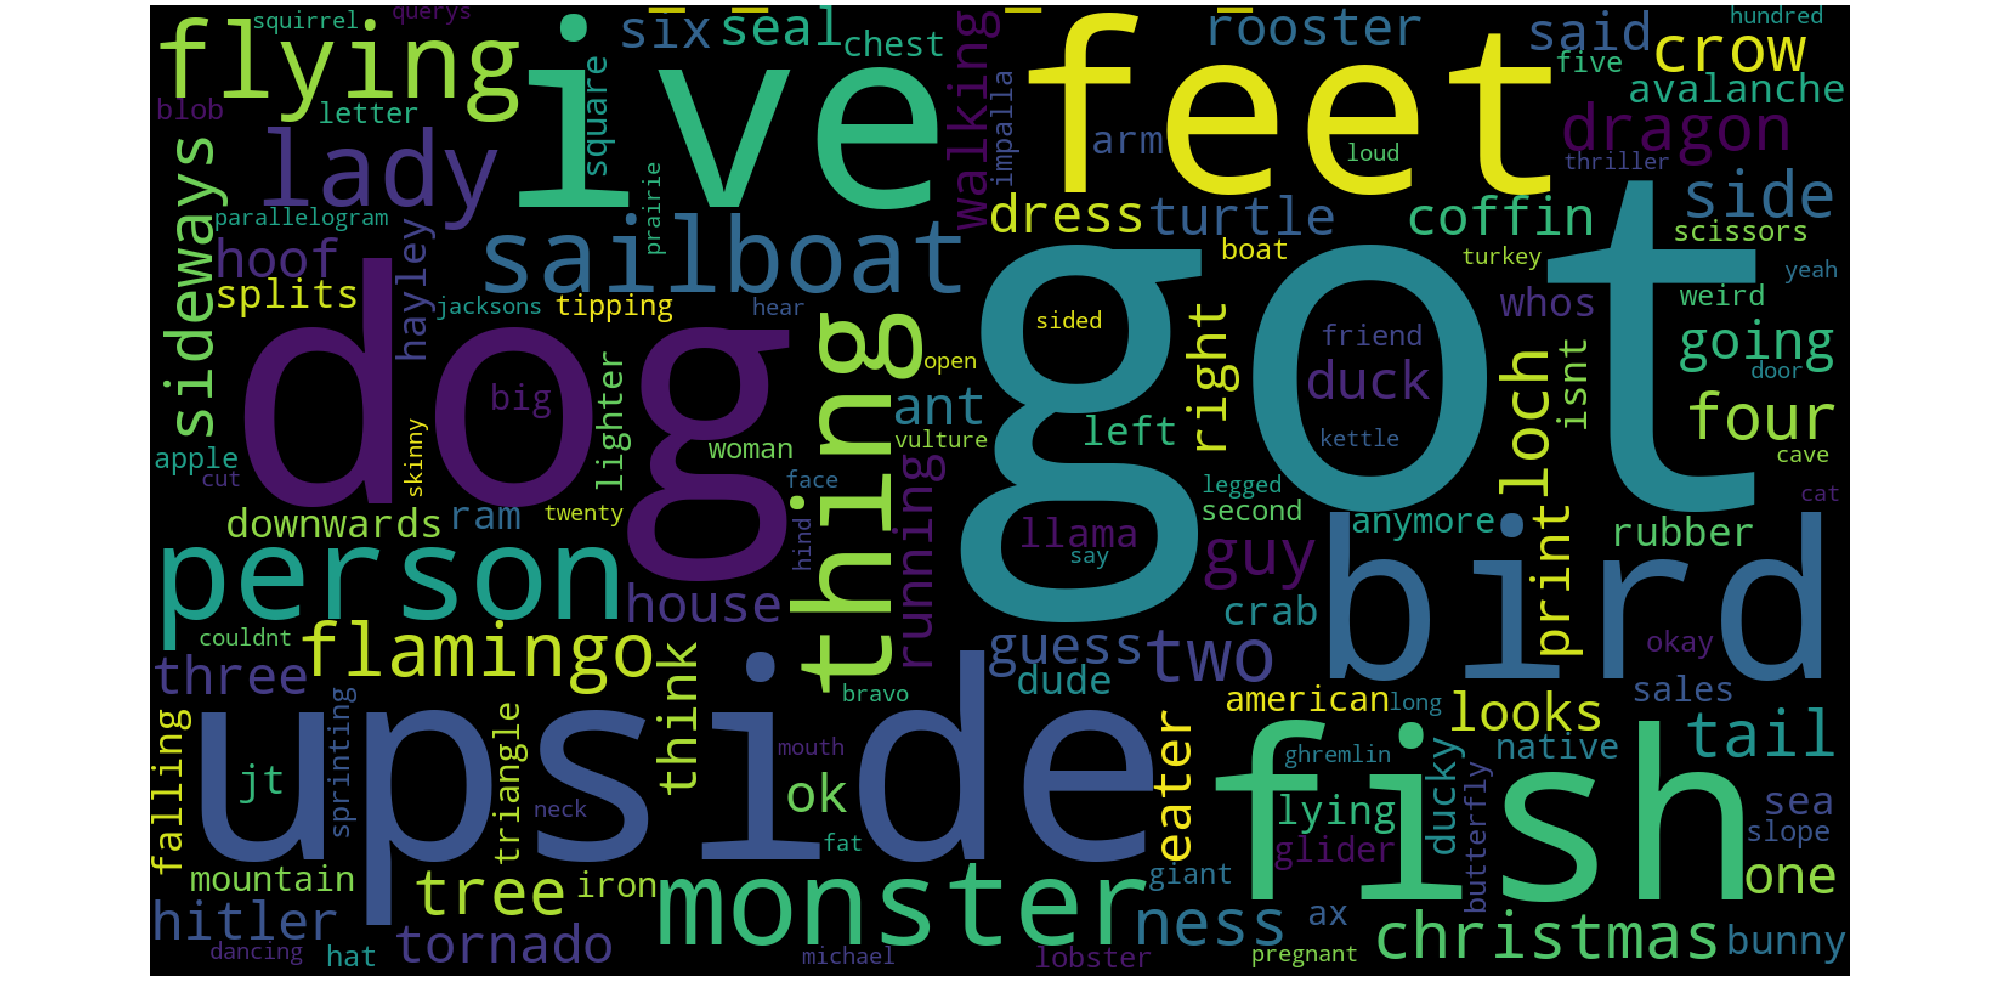 squirrel
querys
flying
ive
six
seal
chest
walking
feet
rooster
said
hundred
crow
five
avalanche
blob
letter
square
impalla
arm
loud
dragon
thriller
lady
sideways
parallelogram
prairie
hayley
hoof
sailboat
dress
turtle
coffin
side
scissors
boat
turkey
yeah
splits
jacksons
tipping
hear
thing
got
whos
weird
dog
sided
right
friend
loch
isnt
going
door
big
lighter
open
ant
duck
four
skinny
woman
vulture
left
kettle
cave
apple
cut
face
running
legged
second
cat
downwards
ram
twenty
hind
llama
say
guy
anymore
print
rubber
person
bird
house
crab
couldnt
flamingo
think
guess
two
okay
three
dude
bravo
american
long
looks
sales
falling
upside
sprinting
triangle
mouth
eater
fish
ghremlin
ducky
native
tail
jt
neck
ok
lying
butterfly
sea
slope
fat
glider
mountain
tree
iron
monster
giant
one
hitler
tornado
ness
ax
christmas
bunny
dancing
hat
michael
lobster
pregnant